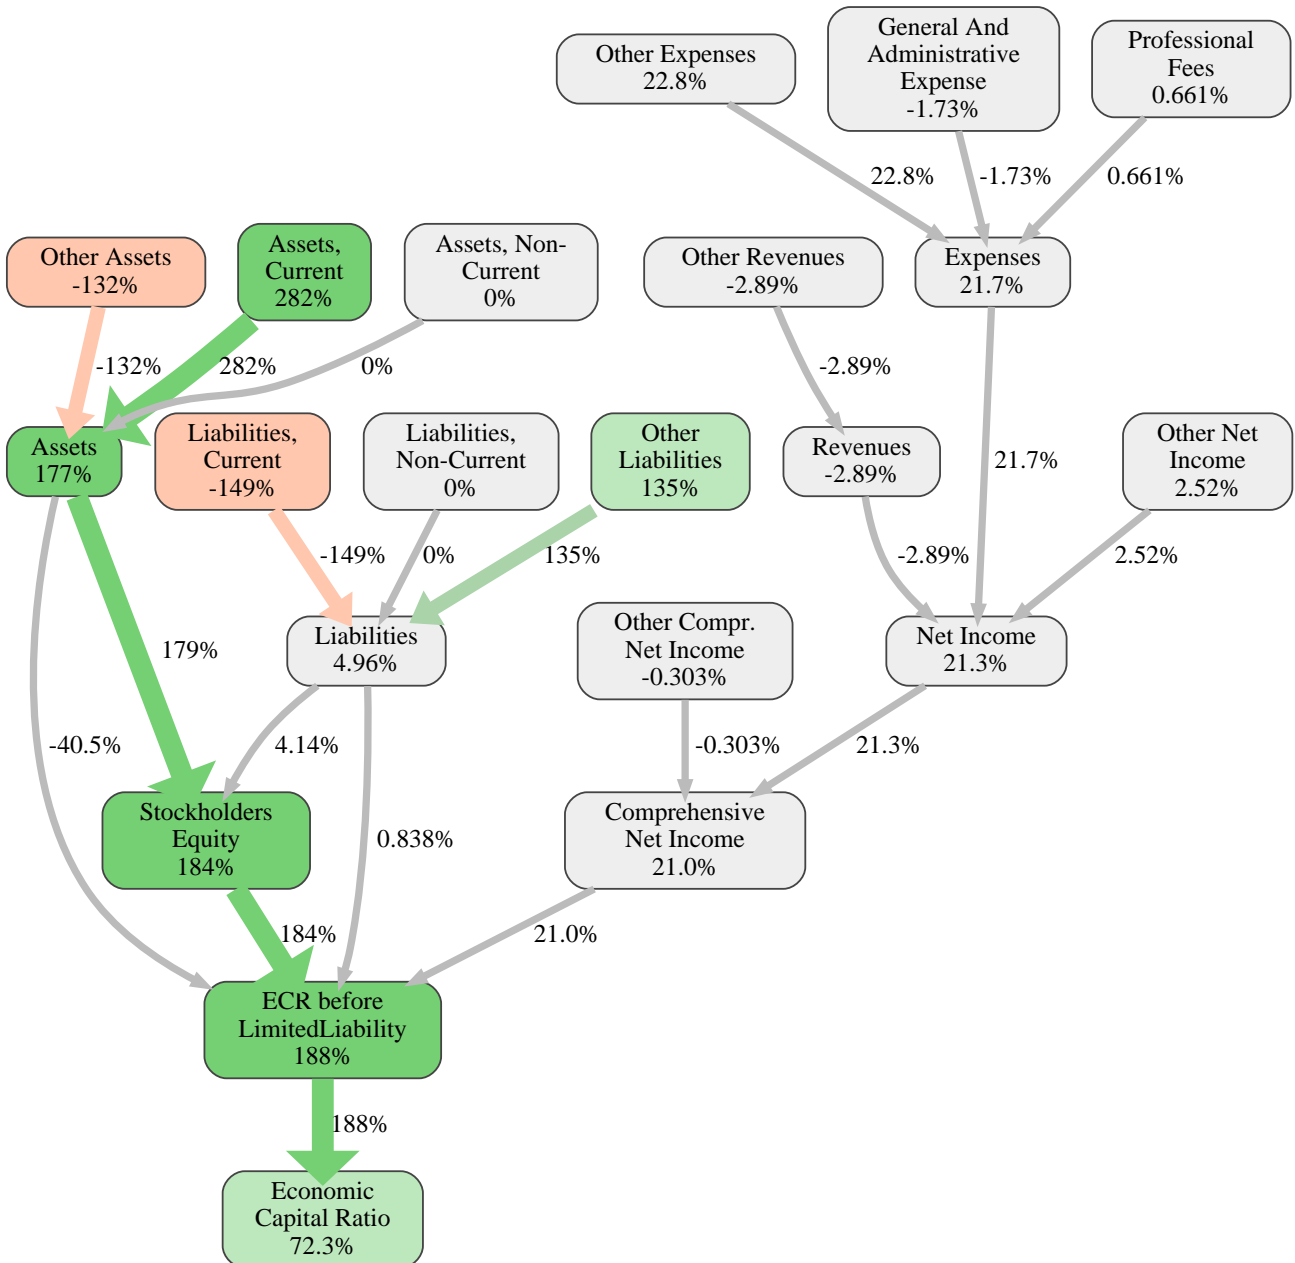 Other Expenses
22.8%
General And
Administrative
Expense
-1.73%
Professional
Fees
0.661%
22.8%
-1.73%
0.661%
Other Assets
-132%
Assets,
Current
282%
Assets, Non-
Current
0%
Other Revenues
-2.89%
Expenses
21.7%
-132%
282%
0%
-2.89%
21.7%
Assets
177%
Liabilities,
Current
-149%
Liabilities,
Non-Current
0%
Other
Liabilities
135%
Revenues
-2.89%
Other Net
Income
2.52%
-149%
0%
135%
-2.89%
2.52%
179%
Liabilities
4.96%
Other Compr.
Net Income
-0.303%
Net Income
21.3%
-40.5%
4.14%
0.838%
-0.303%
21.3%
Stockholders
Equity
184%
Comprehensive
Net Income
21.0%
184%
21.0%
ECR before
LimitedLiability
188%
188%
Economic
Capital Ratio
72.3%